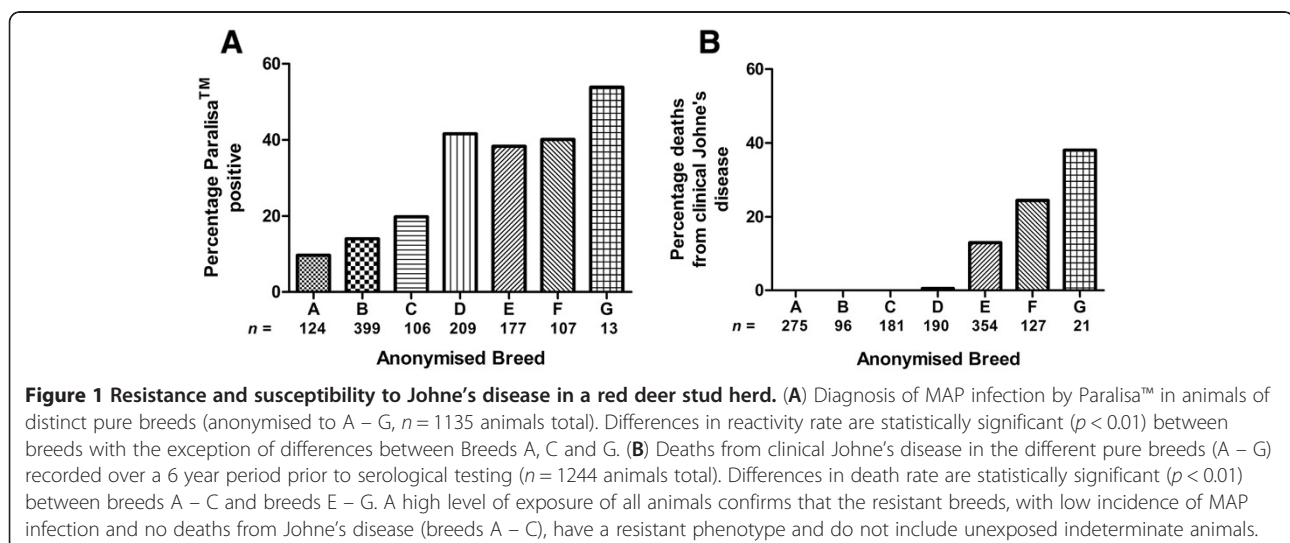 A
Percentage Paralisa™
positive
60
40
20
0
A B C D E F G
n = 124 399 106 209 177 107 13
Anonymised Breed
B
Percentage deaths
from clinical Johne's
disease
60
40
20
0
A B C D E F G
n = 275 96 181 190 354 127 21
Anonymised Breed
Figure 1 Resistance and susceptibility to Johne's disease in a red deer stud herd. (A) Diagnosis of MAP infection by Paralisa™ in animals of
distinct pure breeds (anonymised to A – G, n = 1135 animals total). Differences in reactivity rate are statistically significant (p < 0.01) between
breeds with the exception of differences between Breeds A, C and G. (B) Deaths from clinical Johne's disease in the different pure breeds (A – G)
recorded over a 6 year period prior to serological testing (n = 1244 animals total). Differences in death rate are statistically significant (p < 0.01)
between breeds A – C and breeds E – G. A high level of exposure of all animals confirms that the resistant breeds, with low incidence of MAP
infection and no deaths from Johne's disease (breeds A – C), have a resistant phenotype and do not include unexposed indeterminate animals.